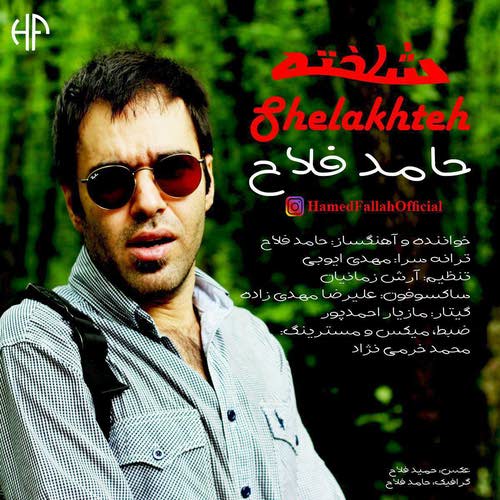 HF
شلخته
Shelakhteh
حامد فلاح
HamedFallahOfficial
خواننده و آهنگساز: حامد فلاح
ترانه سرا: مهدی ایوبی
تنظیم: آرش زمانیان
ساکسوفون: علیرضا مهدی زاده
گیتار: مازیار احمدپور
ضبط، میکس و مسترینگ:
محمد خرمی نژاد
عکس: حمید فلاح
گرافیک: حامد فلاح